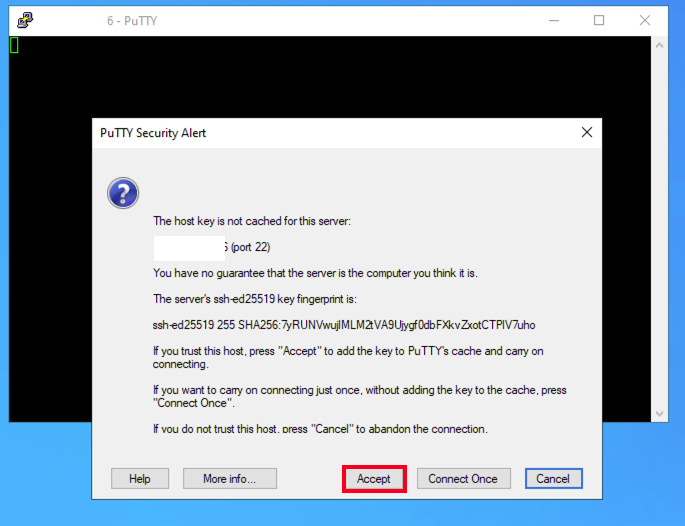 6 - PuTTY
PuTTY Security Alert
The host key is not cached for this server:
(port 22)
You have no guarantee that the server is the computer you think it is.
The server's ssh-ed25519 key fingerprint is:
ssh-ed25519 255 SHA256:7yRUNVwujIMLM2tVA9Ujygf0dbFXkvZxotCTPIV7uho
If you trust this host, press "Accept" to add the key to PuTTY's cache and carry on
connecting.
If you want to carry on connecting just once, without adding the key to the cache, press
"Connect Once".
If you do not trust this host, press "Cancel" to abandon the connection.
Help
More info...
Accept
Connect Once
Cancel